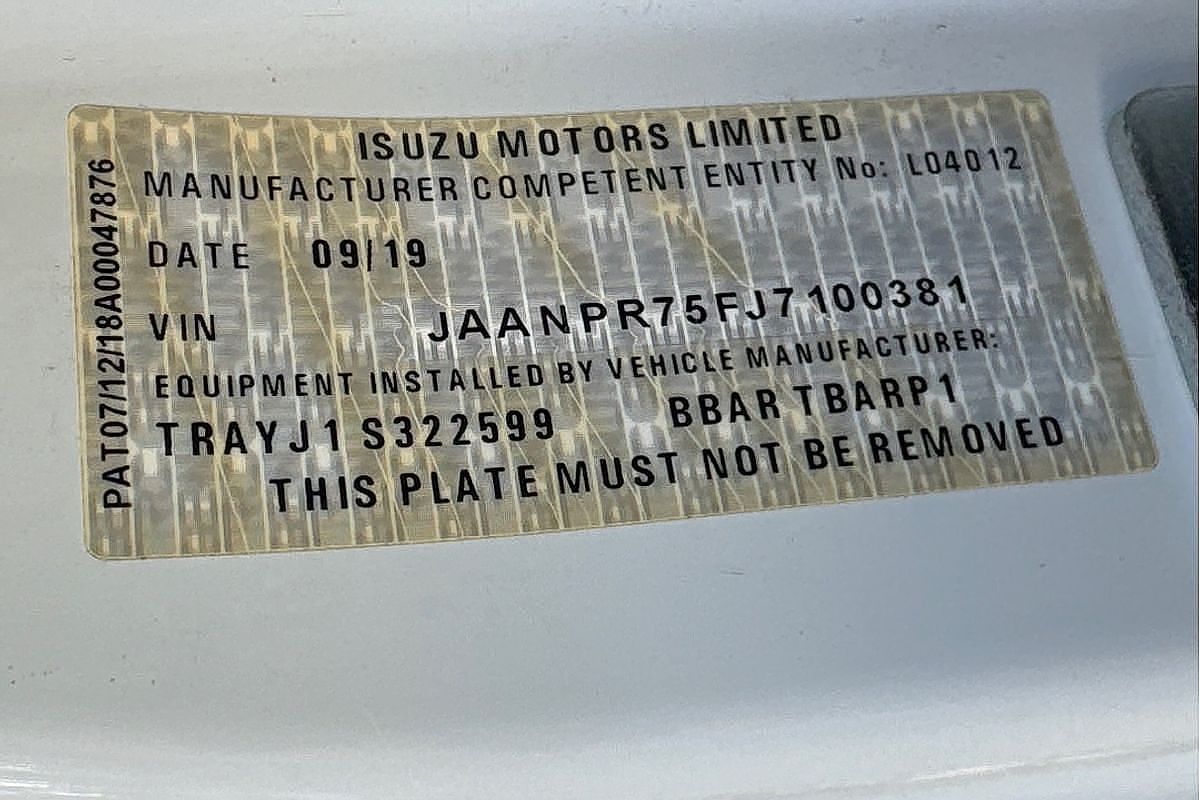 ISUZU MOTORS LIMITED
MANUFACTURER COMPETENT ENTITY No: L04012
DATE 09/19
VIN JAANPR75FJ7100381
EQUIPMENT INSTALLED BY VEHICLE MANUFACTURER:
TRAYJ1 S322599 BBAR TBARP1
THIS PLATE MUST NOT BE REMOVED
PAT07/12/18A00047876